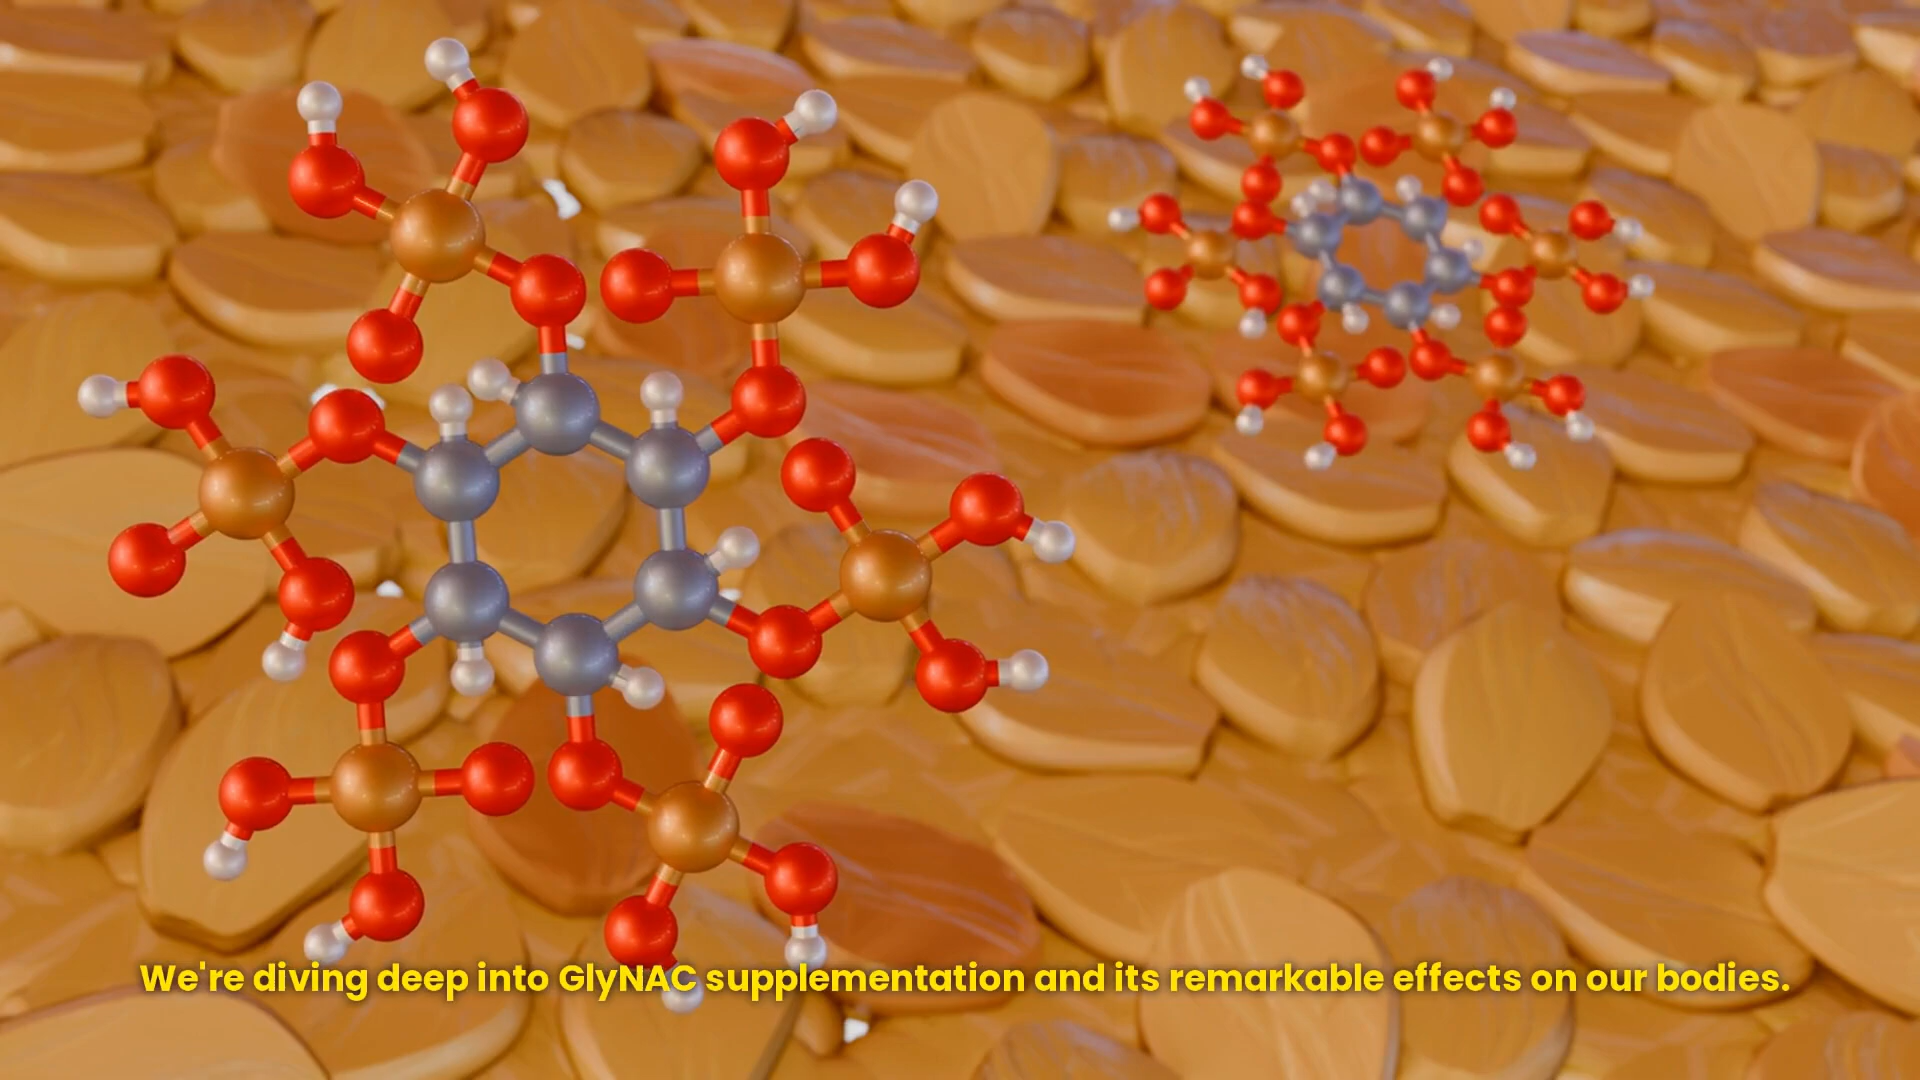 We're diving deep into GlyNAC supplementation and its remarkable effects on our bodies.